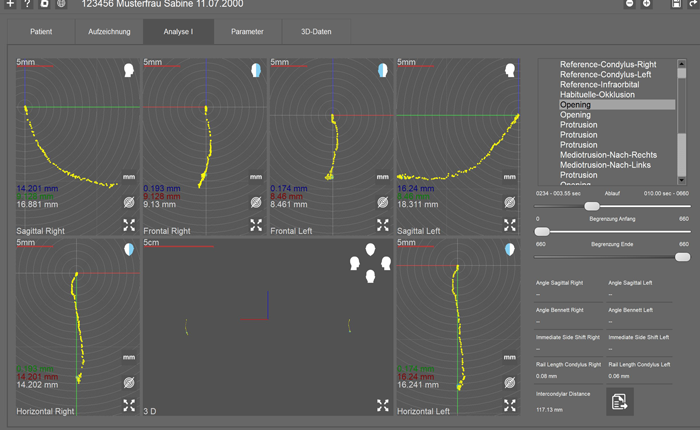 123456 Musterfrau Sabine 11.07.2000
Patient
Aufzeichnung
Analyse I
Parameter
3D-Daten
5mm
mm
14.201 mm
16.881 mm
Sagittal Right
5mm
0.193 mm
9.128 mm
9.13 mm
Frontal Right
5mm
0.174 mm
8.46 mm
8.461 mm
Frontal Left
5mm
mm
16.24 mm
18.311 mm
Sagittal Left
5mm
mm
14.201 mm
14.202 mm
Horizontal Right
5cm
3 D
5mm
mm
16.24 mm
16.241 mm
Horizontal Left
Reference-Condylus-Right
Reference-Condylus-Left
Reference-Infraorbital
Habituelle-Okklusion
Opening
Opening
Protrusion
Protrusion
Protrusion
Mediotrusion-Nach-Rechts
Mediotrusion-Nach-Links
Protrusion
Protrusion
Opening
0234 - 003.55 sec Ablauf 010.00 sec - 0660
0 Begrenzung Anfang 660
660 Begrenzung Ende 660
Angle Sagittal Right Angle Sagittal Left
-- --
Angle Bennett Right Angle Bennett Left
-- --
Immediate Side Shift Right Immediate Side Shift Left
-- --
Rail Length Condylus Right Rail Length Condylus Left
0.08 mm 0.06 mm
Intercondylar Distance
117.13 mm